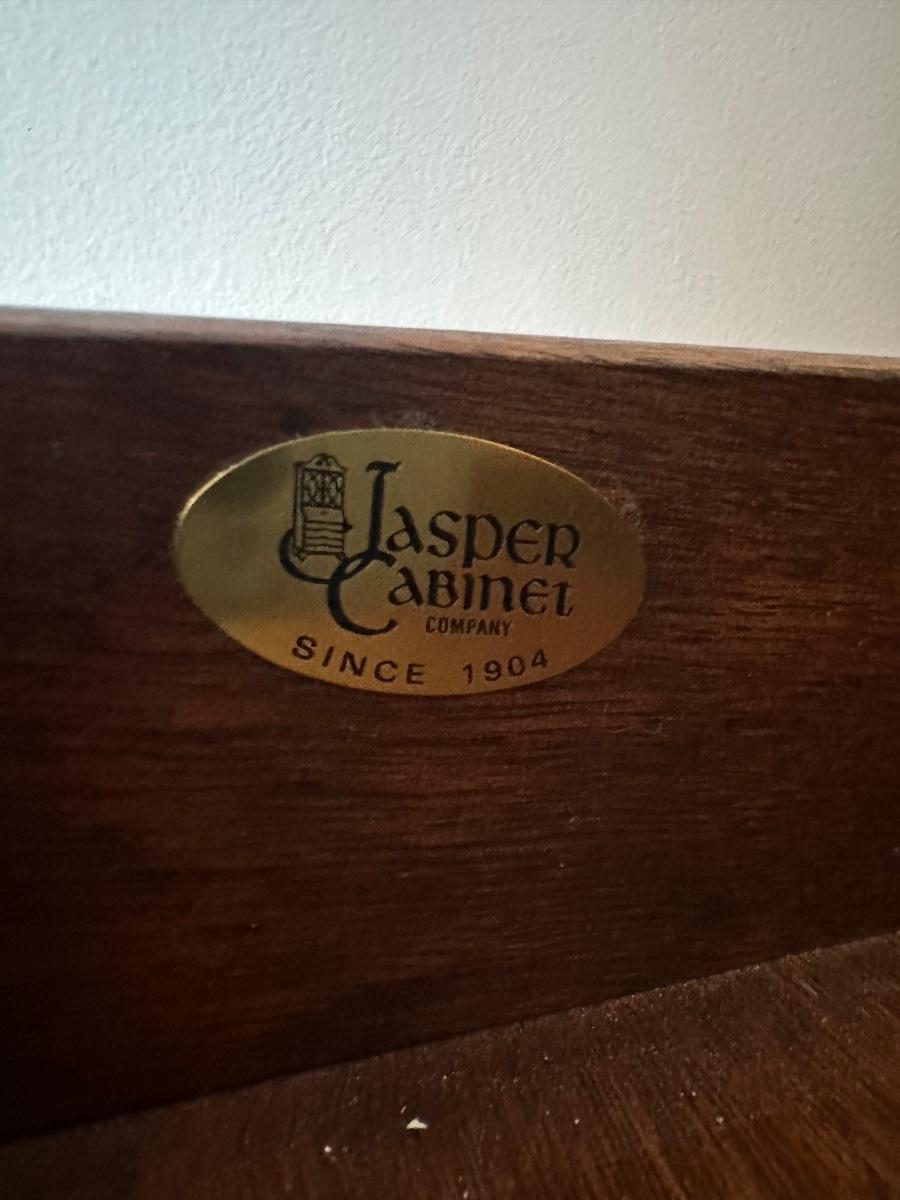 Jasper
Cabinet
COMPANY
SINCE 1904